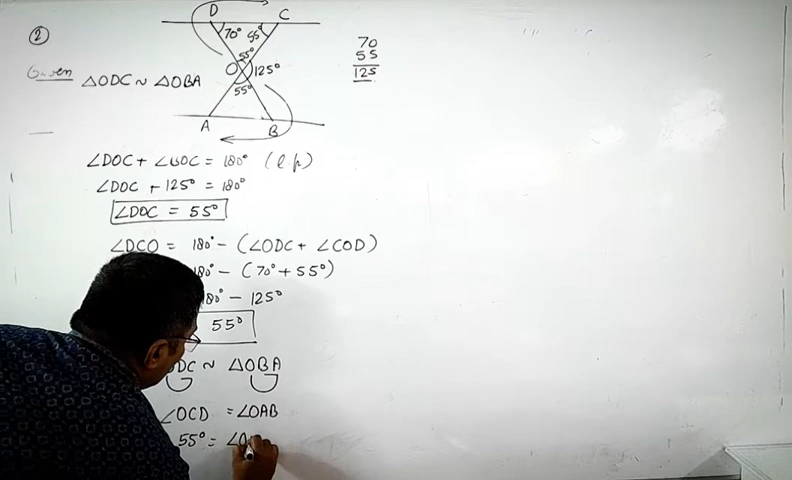 ②
D C
70° 55°
55°
O 125°
55°
A B
70
55
125
Given △ODC ~ △OBA
∠DOC + ∠BOC = 180° (l.p)
∠DOC + 125° = 180°
∠DOC = 55°
∠DCO = 180° - (∠ODC + ∠COD)
180° - (70° + 55°)
180° - 125°
55°
ODC ~ △OBA
∠OCD = ∠OAB
55° = ∠O